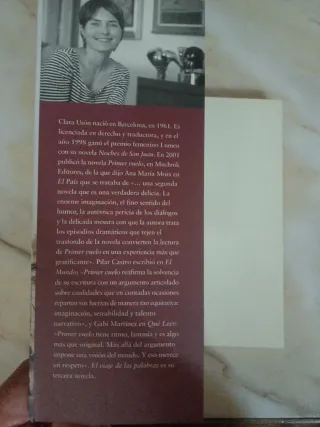 Clara Usón nació en Barcelona, en 1961. Es
licenciada en derecho y traductora, y en el
año 1998 ganó el premio femenino Lumen
con su novela Noches de San Juan. En 2001
publicó la novela Primer vuelo, en Muchnik
Editores, de la que dijo Ana María Moix en
El País que se trataba de «... una segunda
novela que es una verdadera delicia. La
enorme imaginación, el fino sentido del
humor, la auténtica pericia de los diálogos
y la delicada mesura con que la autora trata
los episodios dramáticos que tejen el
trasfondo de la novela convierten la lectura
de Primer vuelo en una experiencia más que
gratificante». Pilar Castro escribió en El
Mundo: «Primer vuelo reafirma la solvencia
de su escritura con un argumento articulado
sobre cualidades que en contadas ocasiones
reparten sus fuerzas de manera tan equitativa:
imaginación, sensibilidad y talento
narrativo», y Gabi Martínez en Qué Leer:
«Primer vuelo tiene ritmo, fantasía y es algo
más que original. Más allá del argumento
impone una visión del mundo. Y eso merece
un respeto». El viaje de las palabras es su
tercera novela.